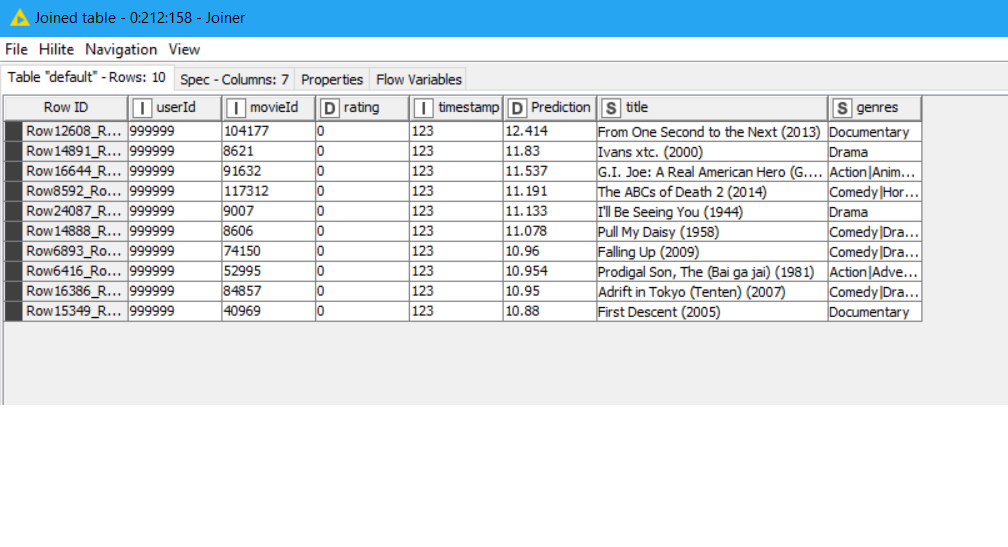 Joined table - 0:212:158 - Joiner
File Hilite Navigation View
Table "default" - Rows: 10 Spec - Columns: 7 Properties Flow Variables
Row ID I userId I movieId D rating I timestamp D Prediction S title S genres
Row12608_R... 999999 104177 0 123 12.414 From One Second to the Next (2013) Documentary
Row14891_R... 999999 8621 0 123 11.83 Ivans xtc. (2000) Drama
Row16644_R... 999999 91632 0 123 11.537 G.I. Joe: A Real American Hero (G.... Action|Anim...
Row8592_Ro... 999999 117312 0 123 11.191 The ABCs of Death 2 (2014) Comedy|Hor...
Row24087_R... 999999 9007 0 123 11.133 I'll Be Seeing You (1944) Drama
Row14888_R... 999999 8606 0 123 11.078 Pull My Daisy (1958) Comedy|Dra...
Row6893_Ro... 999999 74150 0 123 10.96 Falling Up (2009) Comedy|Dra...
Row6416_Ro... 999999 52995 0 123 10.954 Prodigal Son, The (Bai ga jai) (1981) Action|Adve...
Row16386_R... 999999 84857 0 123 10.95 Adrift in Tokyo (Tenten) (2007) Comedy|Dra...
Row15349_R... 999999 40969 0 123 10.88 First Descent (2005) Documentary